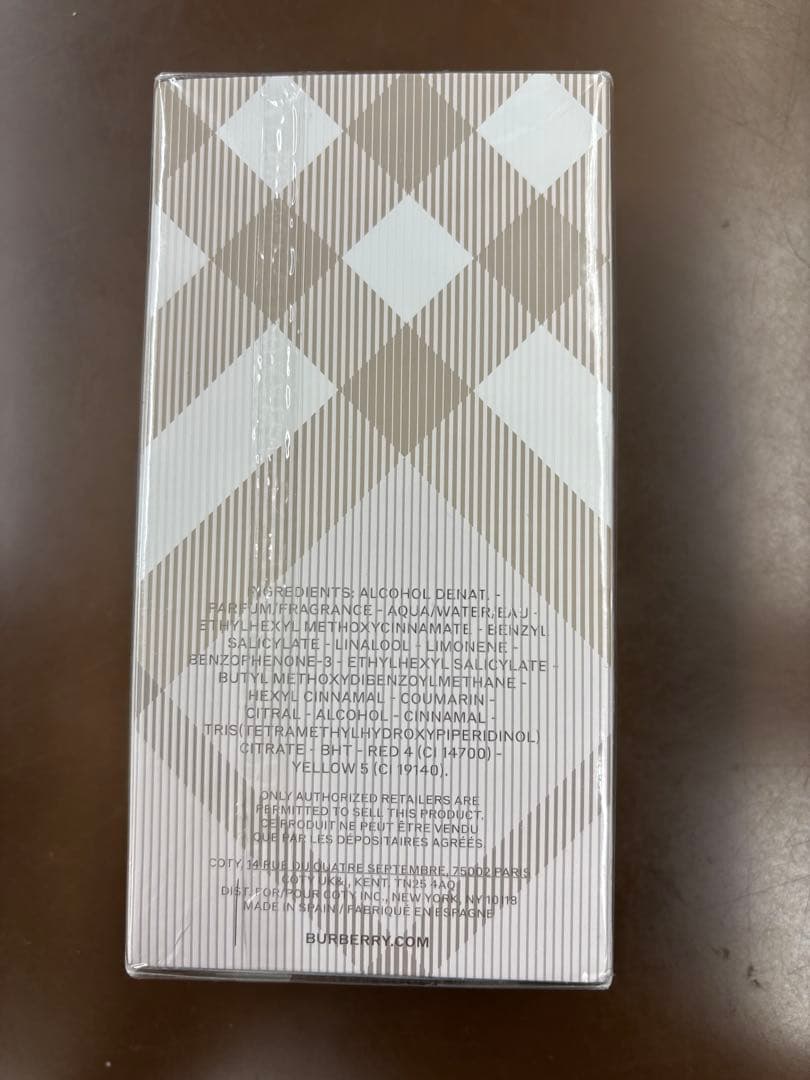 INGREDIENTS: ALCOHOL DENAT. -
PARFUM/FRAGRANCE - AQUA/WATER/EAU -
ETHYLHEXYL METHOXYCINNAMATE - BENZYL
SALICYLATE - LINALOOL - LIMONENE -
BENZOPHENONE-3 - ETHYLHEXYL SALICYLATE -
BUTYL METHOXYDIBENZOYLMETHANE -
HEXYL CINNAMAL - COUMARIN -
CITRAL - ALCOHOL - CINNAMAL -
TRIS(TETRAMETHYLHYDROXYPIPERIDINOL)
CITRATE - BHT - RED 4 (CI 14700) -
YELLOW 5 (CI 19140).
ONLY AUTHORIZED RETAILERS ARE
PERMITTED TO SELL THIS PRODUCT.
CE PRODUIT NE PEUT ÊTRE VENDU
QUE PAR LES DÉPOSITAIRES AGRÉÉS
COTY, 14 RUE DU QUATRE SEPTEMBRE, 75002 PARIS
COTY UK&, KENT, TN25 4AQ
DIST. FOR/POUR COTY INC., NEW YORK, NY 10118
MADE IN SPAIN / FABRIQUÉ EN ESPAGNE
BURBERRY.COM